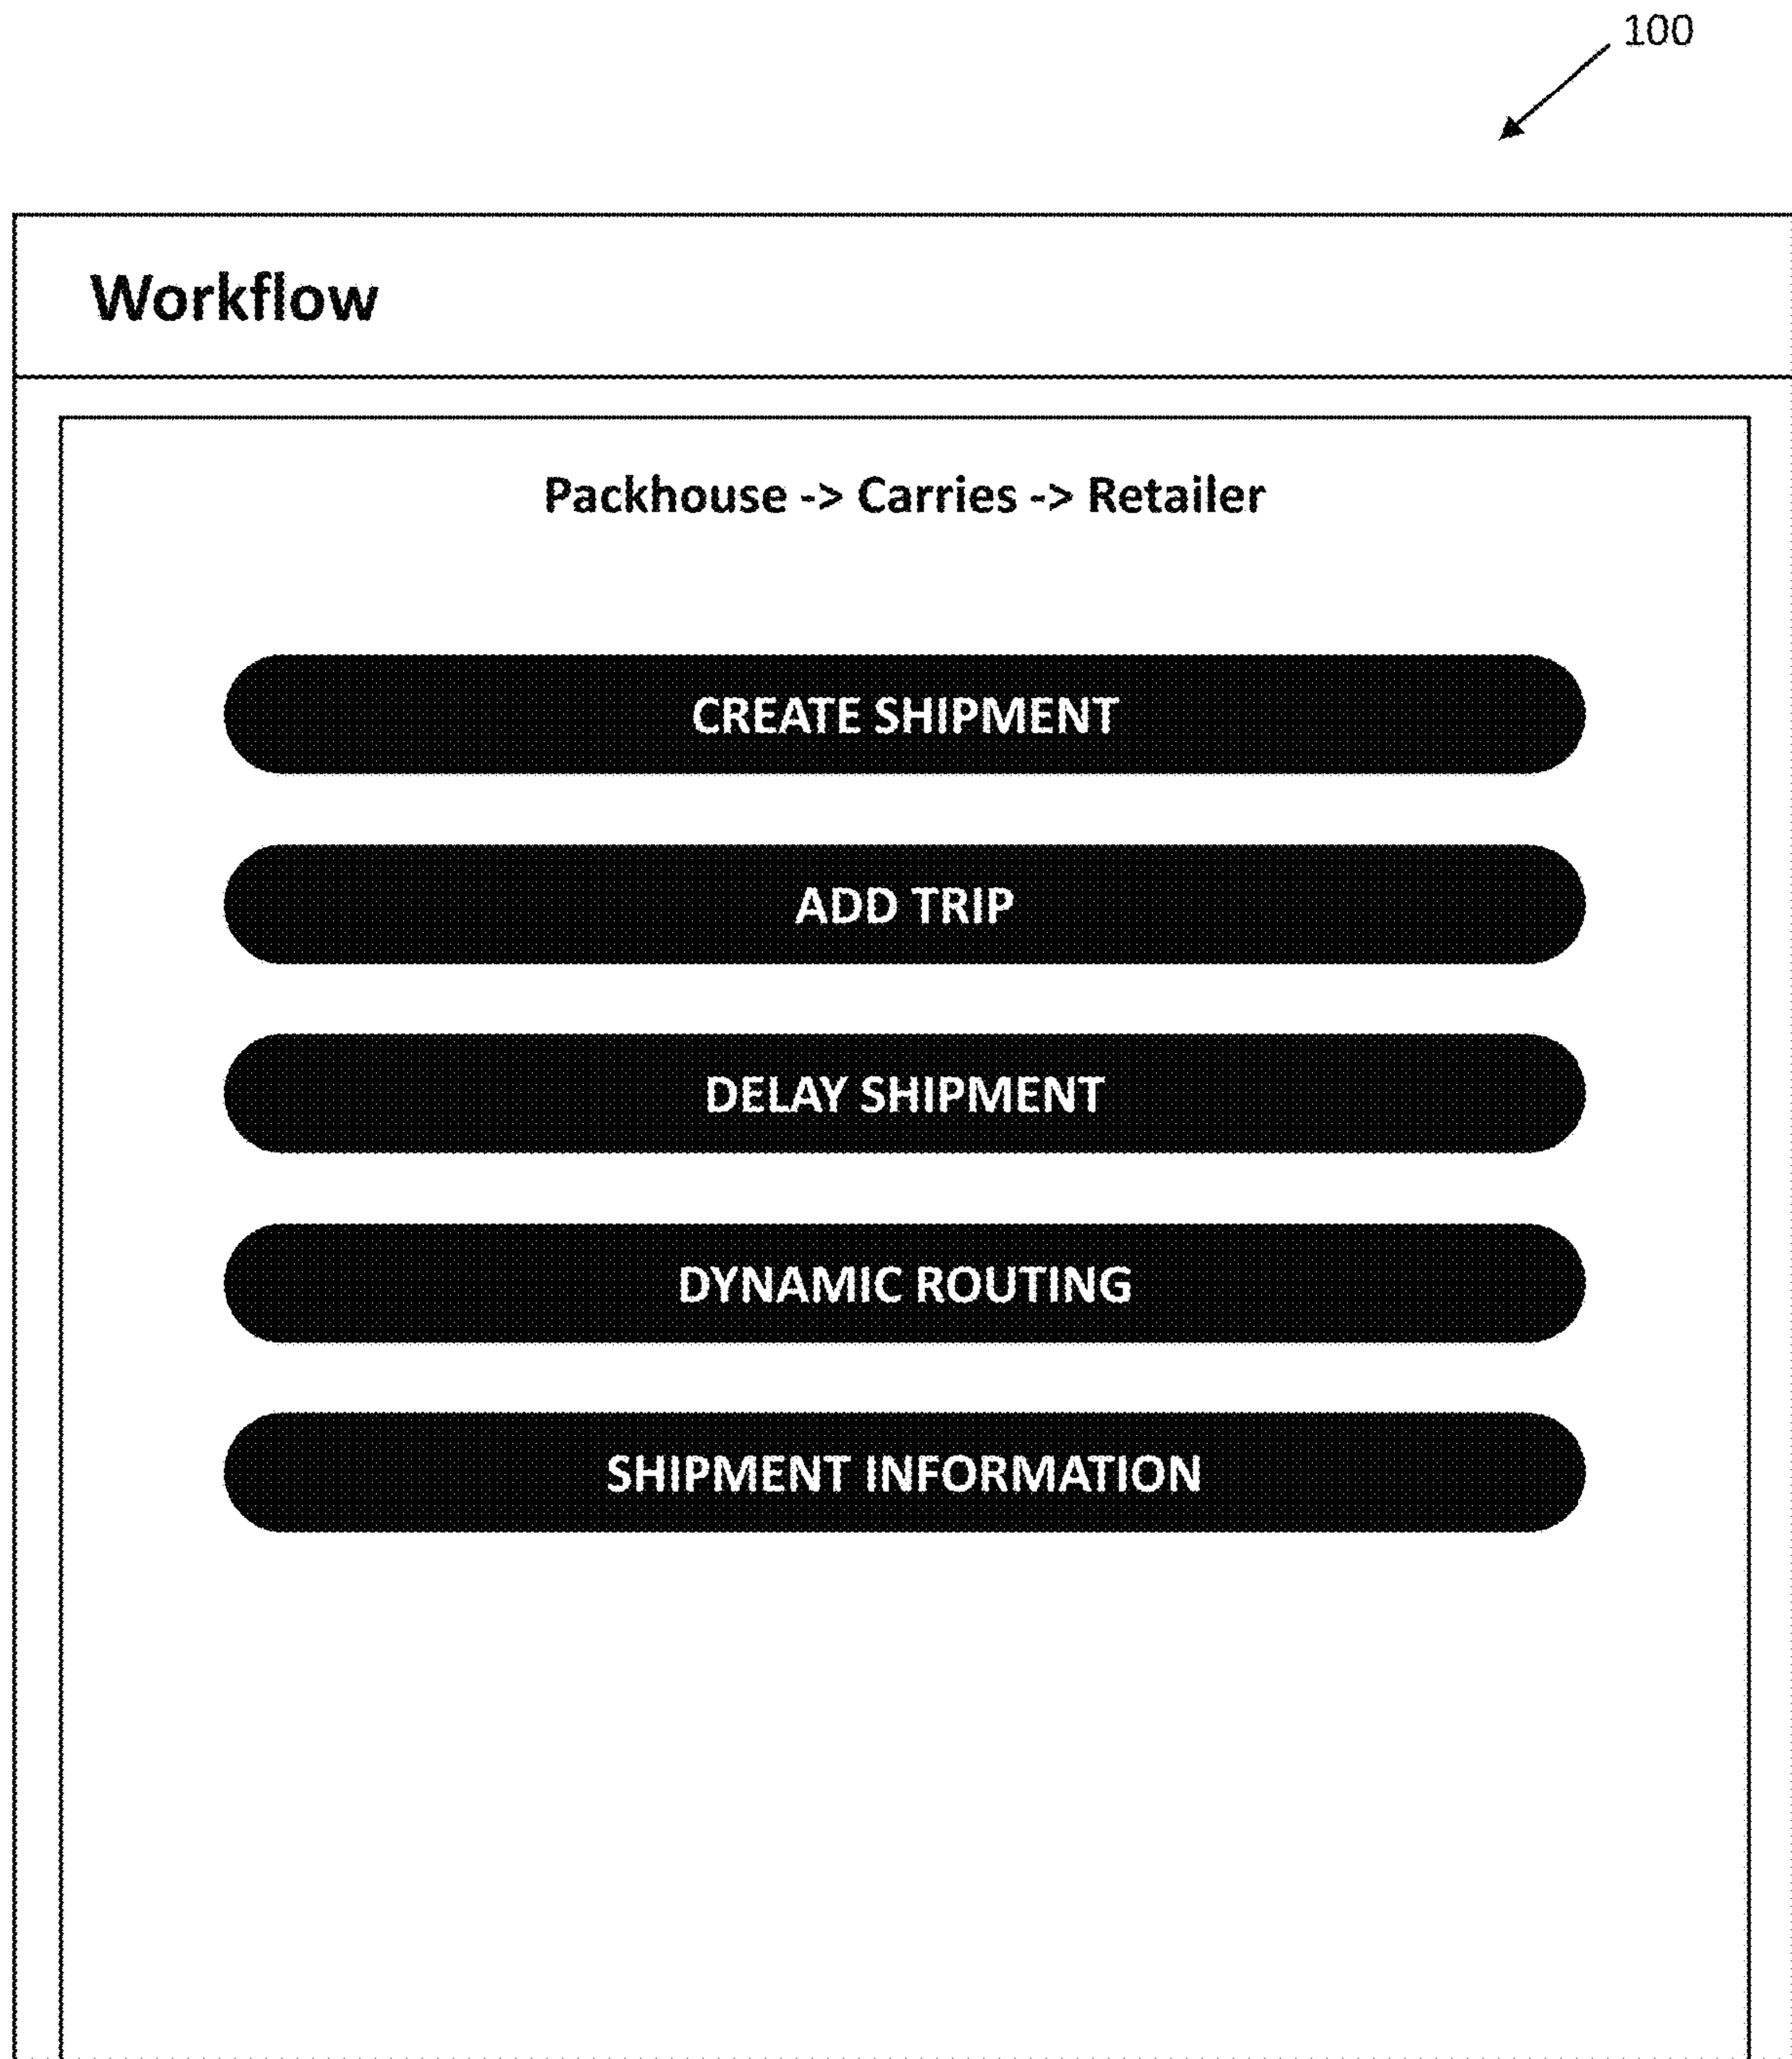 100
Workflow
Packhouse -> Carries -> Retailer
CREATE SHIPMENT
ADD TRIP
DELAY SHIPMENT
DYNAMIC ROUTING
SHIPMENT INFORMATION